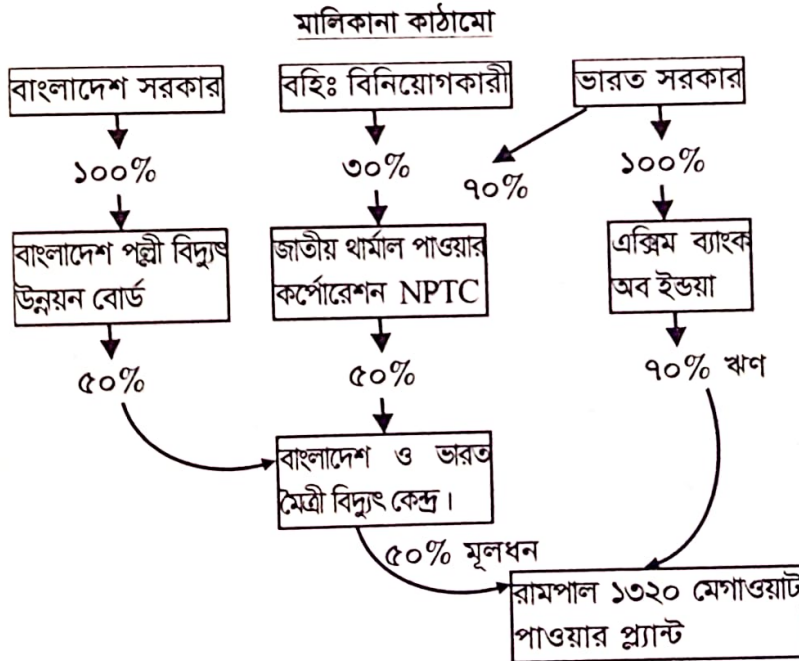 মালিকানা কাঠামো
বাংলাদেশ সরকার
বহিঃ বিনিয়োগকারী
ভারত সরকার
১০০%
৩০%
৭০%
১০০%
বাংলাদেশ পল্লী বিদ্যুৎ
উন্নয়ন বোর্ড
জাতীয় থার্মাল পাওয়ার
কর্পোরেশন NPTC
এক্সিম ব্যাংক
অব ইন্ডয়া
৫০%
৫০%
৭০% ঋণ
বাংলাদেশ ও ভারত
মৈত্রী বিদ্যুৎ কেন্দ্র।
৫০% মূলধন
রামপাল ১৩২০ মেগাওয়াট
পাওয়ার প্ল্যান্ট